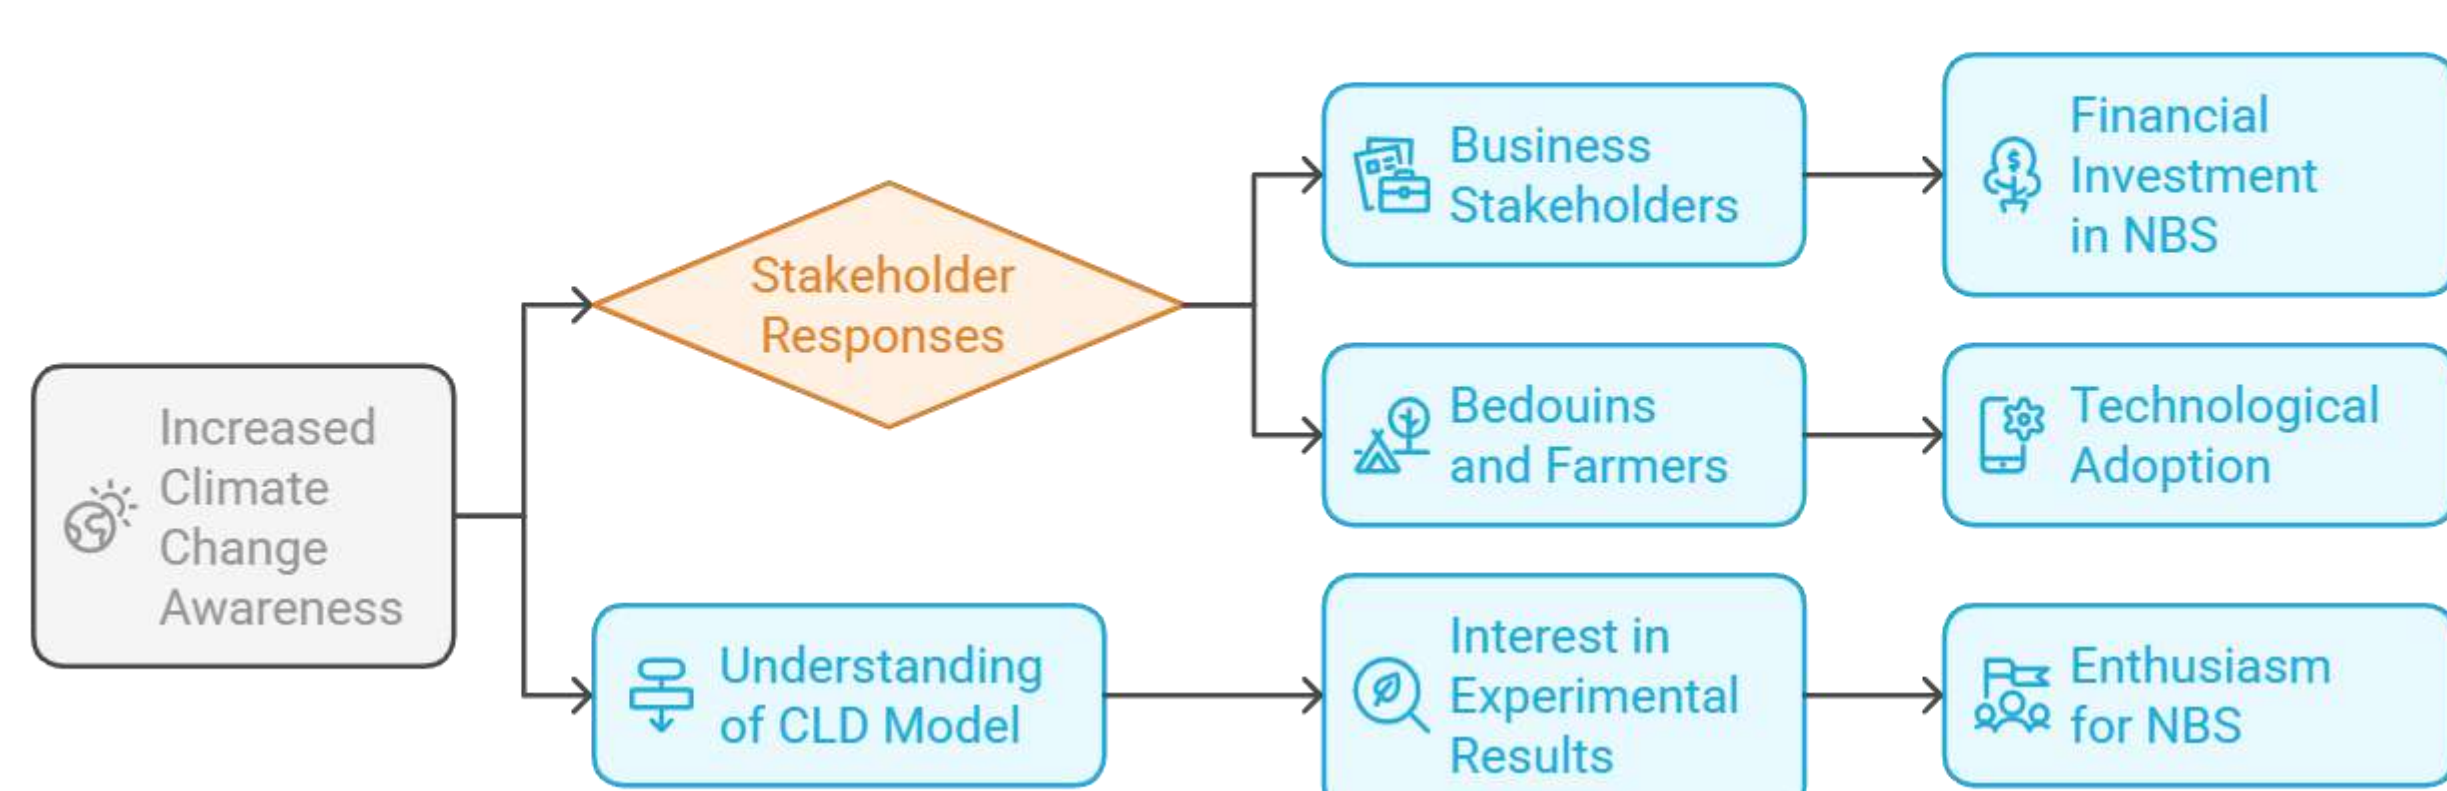 Increased
Climate
Change
Awareness
Stakeholder
Responses
Business
Stakeholders
Financial
Investment
in NBS
Bedouins
and Farmers
Technological
Adoption
Understanding
of CLD Model
Interest in
Experimental
Results
Enthusiasm
for NBS